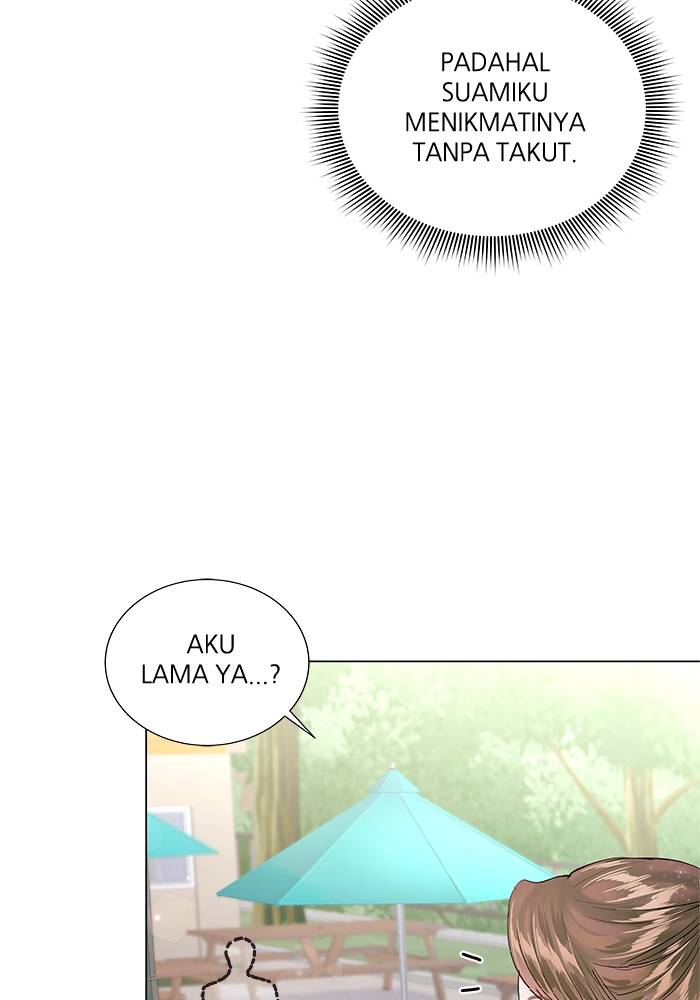 PADAHAL
SUAMIKU
MENIKMATINYA
TANPA TAKUT.
AKU
LAMA YA...?